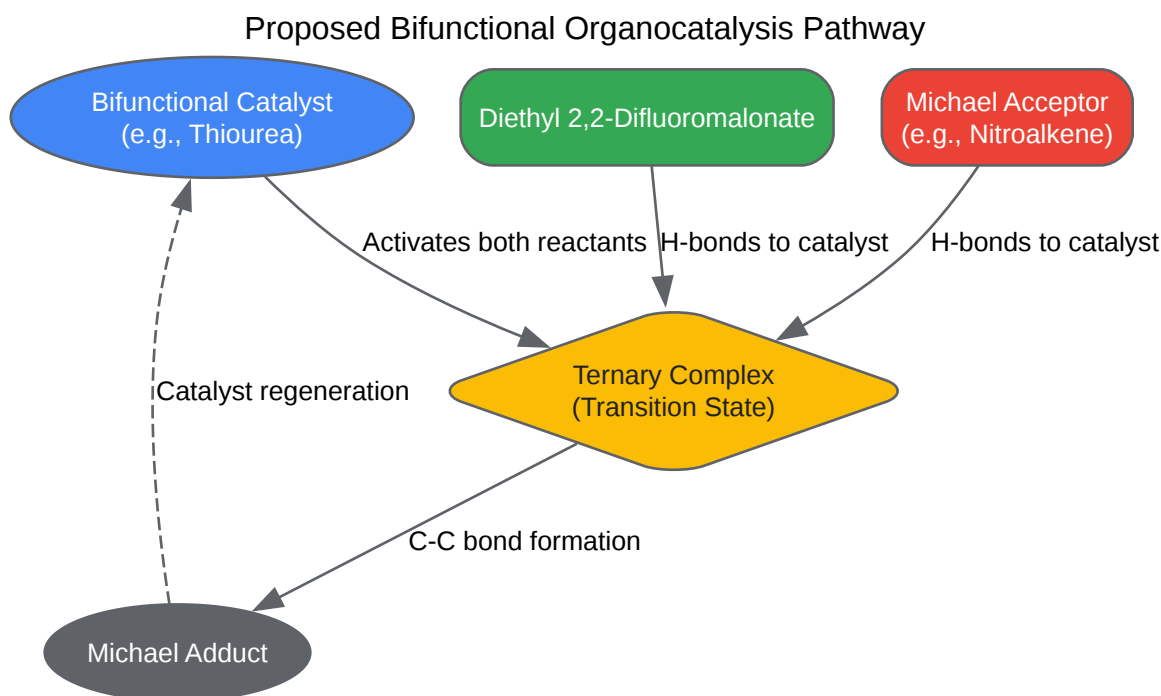 Proposed Bifunctional Organocatalysis Pathway
Bifunctional Catalyst
(e.g., Thiourea)
Diethyl 2,2-Difluoromalonate
Michael Acceptor
(e.g., Nitroalkene)
Activates both reactants
H-bonds to catalyst
H-bonds to catalyst
Ternary Complex
(Transition State)
Catalyst regeneration
C-C bond formation
Michael Adduct